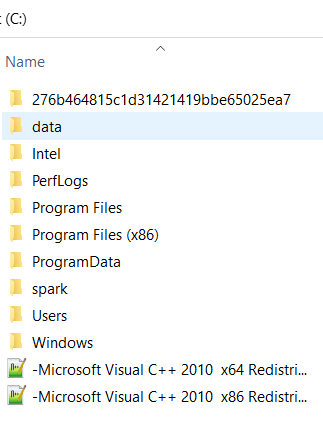 (C:)
Name
276b464815c1d31421419bbe65025ea7
data
Intel
PerfLogs
Program Files
Program Files (x86)
ProgramData
spark
Users
Windows
-Microsoft Visual C++ 2010  x64 Redistri...
-Microsoft Visual C++ 2010  x86 Redistri...